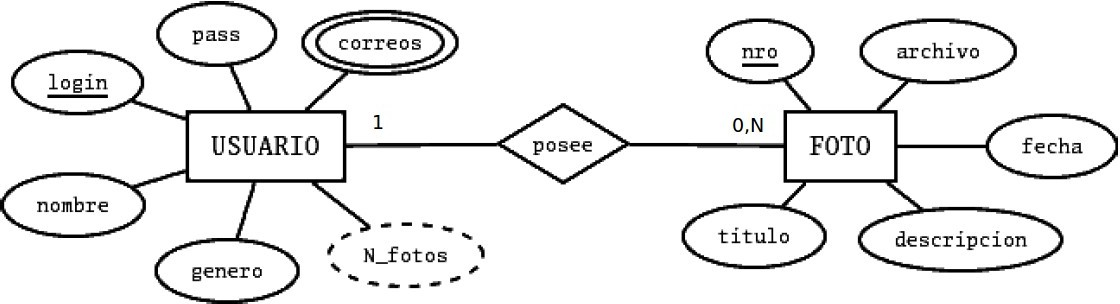 pass
correos
nro
archivo
login
1
0,N
USUARIO
posee
FOTO
fecha
nombre
titulo
descripcion
genero
N_fotos